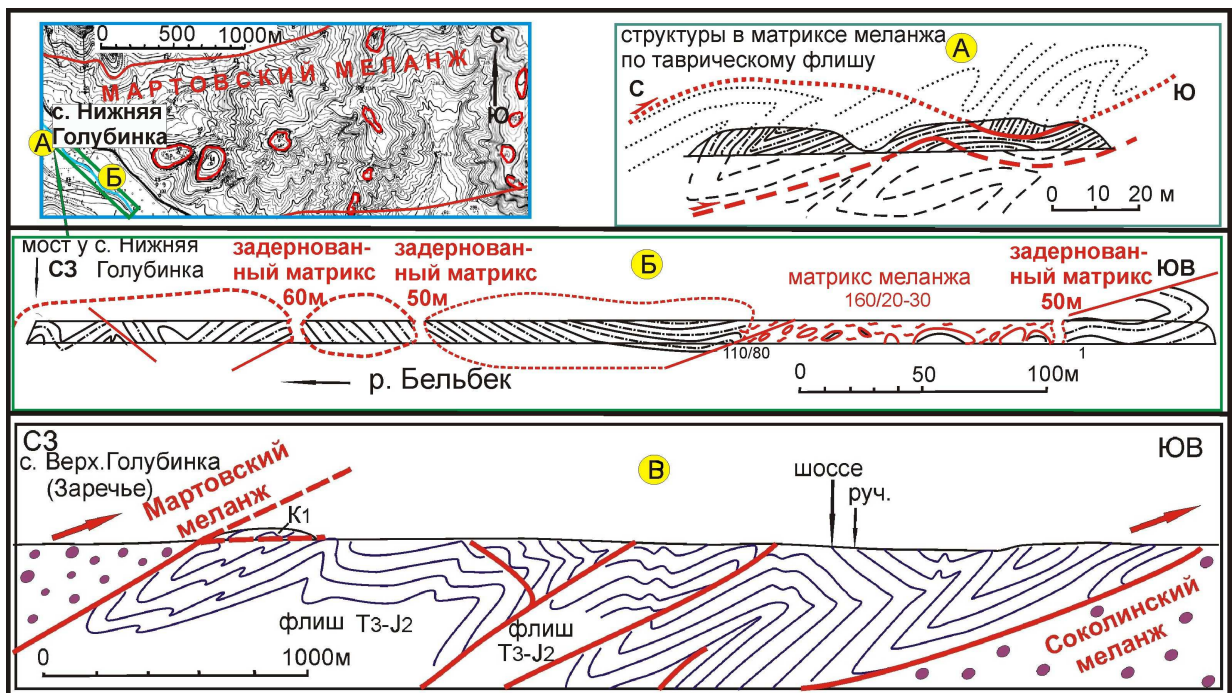 0 500 1000м
МАРТОВСКИЙ МЕЛАНЖ
С
Ю
с. Нижняя
Голубинка
А
Б
структуры в матриксе меланжа
по таврическому флишу
А
С
Ю
0 10 20 м
мост у с. Нижняя
Голубинка
СЗ
задернован-
ный матрикс
60м
задернован-
ный матрикс
50м
Б
матрикс меланжа
160/20-30
задернован-
ный матрикс
50м
ЮВ
110/80
1
р. Бельбек
0 50 100м
СЗ
с. Верх.Голубинка
(Заречье)
Мартовский
меланж
К1
В
шоссе
руч.
ЮВ
флиш Т3-J2
флиш
Т3-J2
Соколинский
меланж
0 1000м